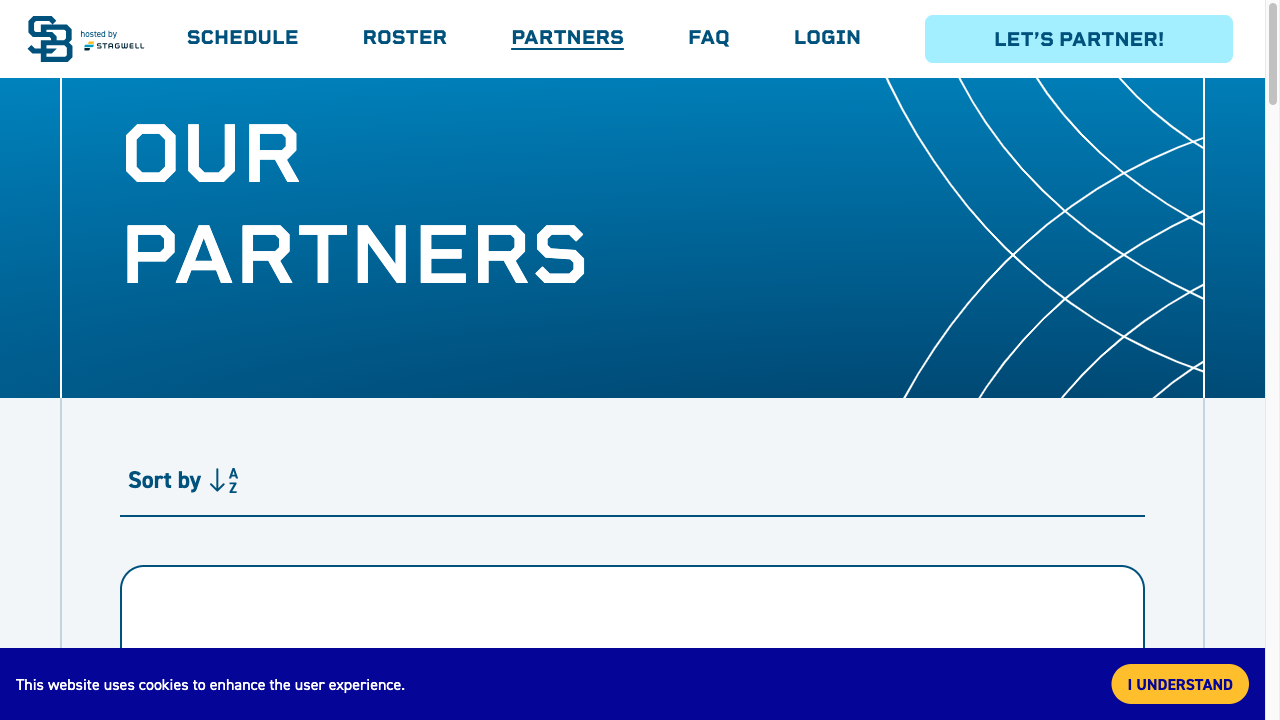 SB
hosted by
STAGWELL
SCHEDULE
ROSTER
PARTNERS
FAQ
LOGIN
LET'S PARTNER!
OUR
PARTNERS
Sort by
A
Z
This website uses cookies to enhance the user experience.
I UNDERSTAND